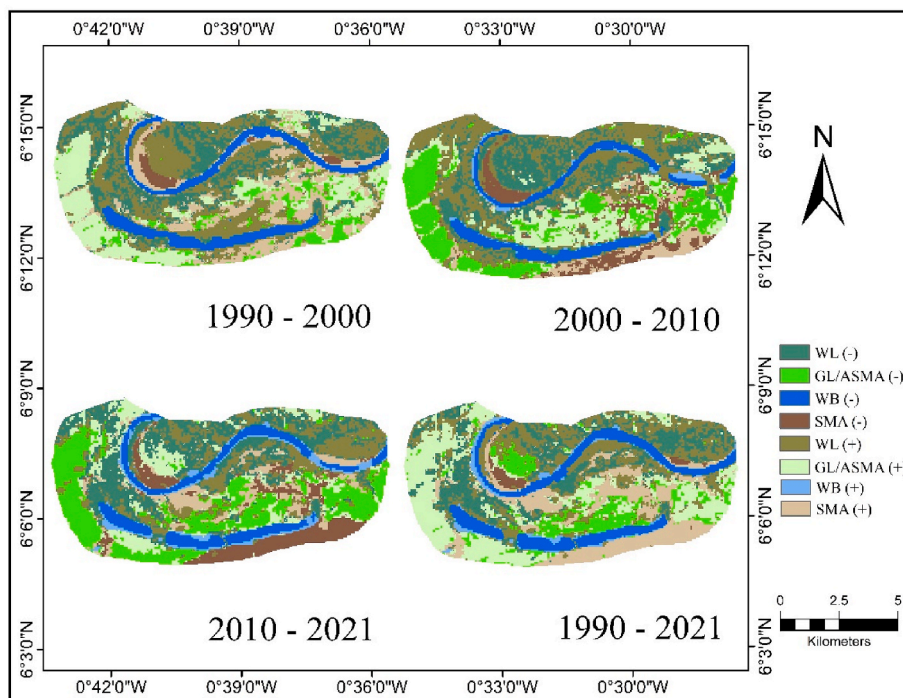 0°42'0"W 0°39'0"W 0°36'0"W 0°33'0"W 0°30'0"W
6°15'0"N
6°15'0"N
N
6°12'0"N
6°12'0"N
1990 - 2000
2000 - 2010
WL (-)
GL/ASMA (-)
WB (-)
SMA (-)
WL (+)
GL/ASMA (+)
WB (+)
SMA (+)
6°9'0"N
6°9'0"N
6°6'0"N
6°6'0"N
2010 - 2021
1990 - 2021
0 2.5 5
Kilometers
6°3'0"N
6°3'0"N
0°42'0"W 0°39'0"W 0°36'0"W 0°33'0"W 0°30'0"W